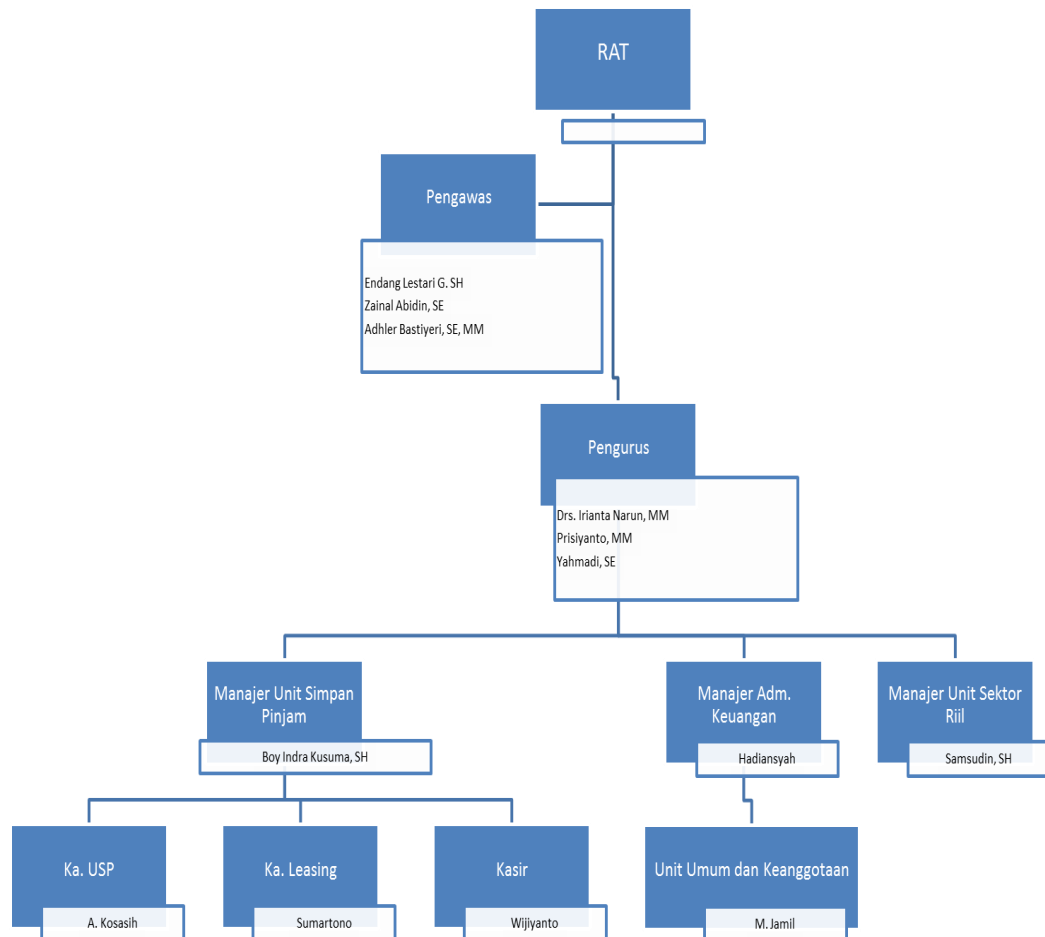 RAT
Pengawas
Endang Lestari G. SH
Zainal Abidin, SE
Adhler Bastiyeri, SE, MM
Pengurus
Drs. Irianta Narun, MM
Prisiyanto, MM
Yahmadi, SE
Manajer Unit Simpan
Pinjam
Boy Indra Kusuma, SH
Manajer Adm.
Keuangan
Hadiansyah
Manajer Unit Sektor
Riil
Samsudin, SH
Ka. USP
A. Kosasih
Ka. Leasing
Sumartono
Kasir
Wijiyanto
Unit Umum dan Keanggotaan
M. Jamil